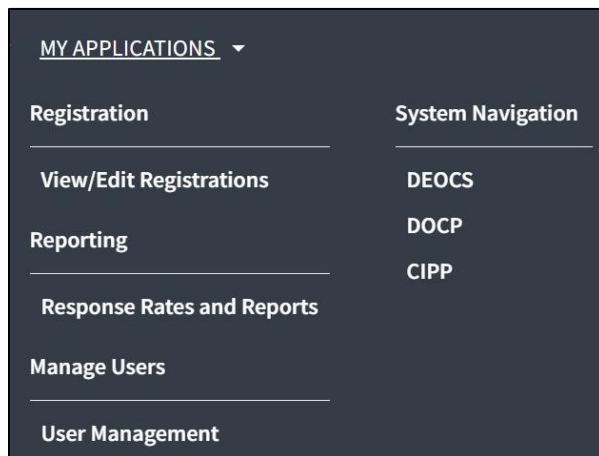 MY APPLICATIONS
Registration
View/Edit Registrations
Reporting
Response Rates and Reports
Manage Users
User Management
System Navigation
DEOCS
DOCP
CIPP